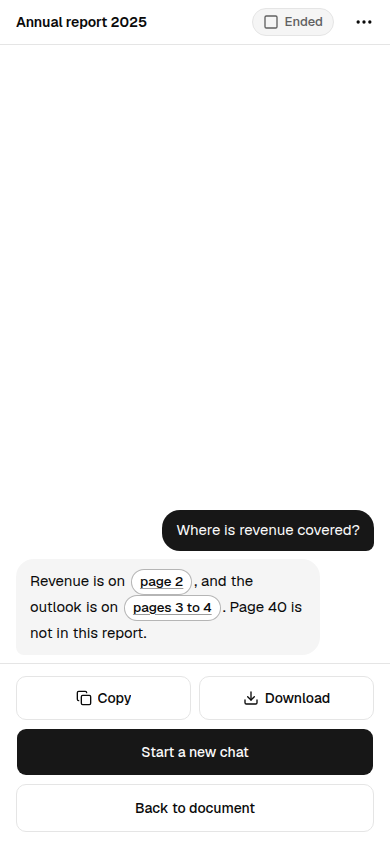 Annual report 2025
Ended
Where is revenue covered?
Revenue is on page 2, and the
outlook is on pages 3 to 4. Page 40 is
not in this report.
Copy
Download
Start a new chat
Back to document